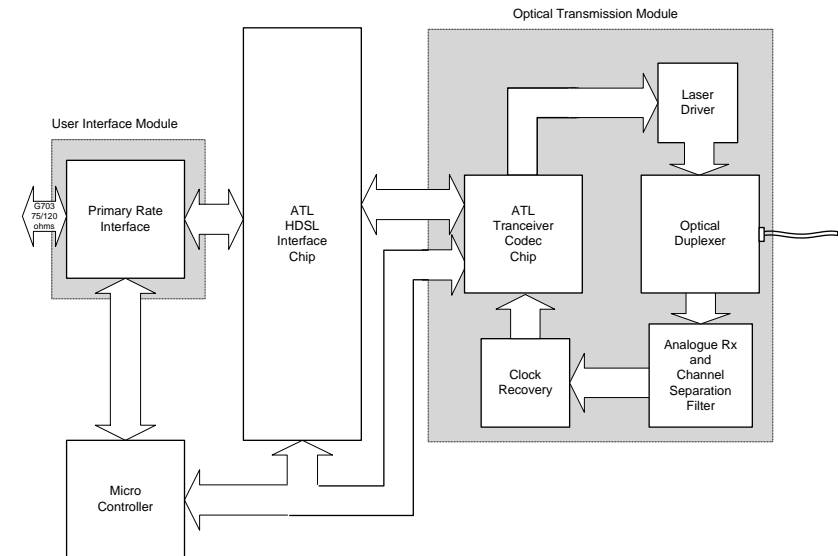 Optical Transmission Module
Laser
Driver
User Interface Module
G703
75/120
ohms
Primary Rate
Interface
ATL
HDSL
Interface
Chip
ATL
Tranceiver
Codec
Chip
Optical
Duplexer
Clock
Recovery
Analogue Rx
and
Channel
Separation
Filter
Micro
Controller